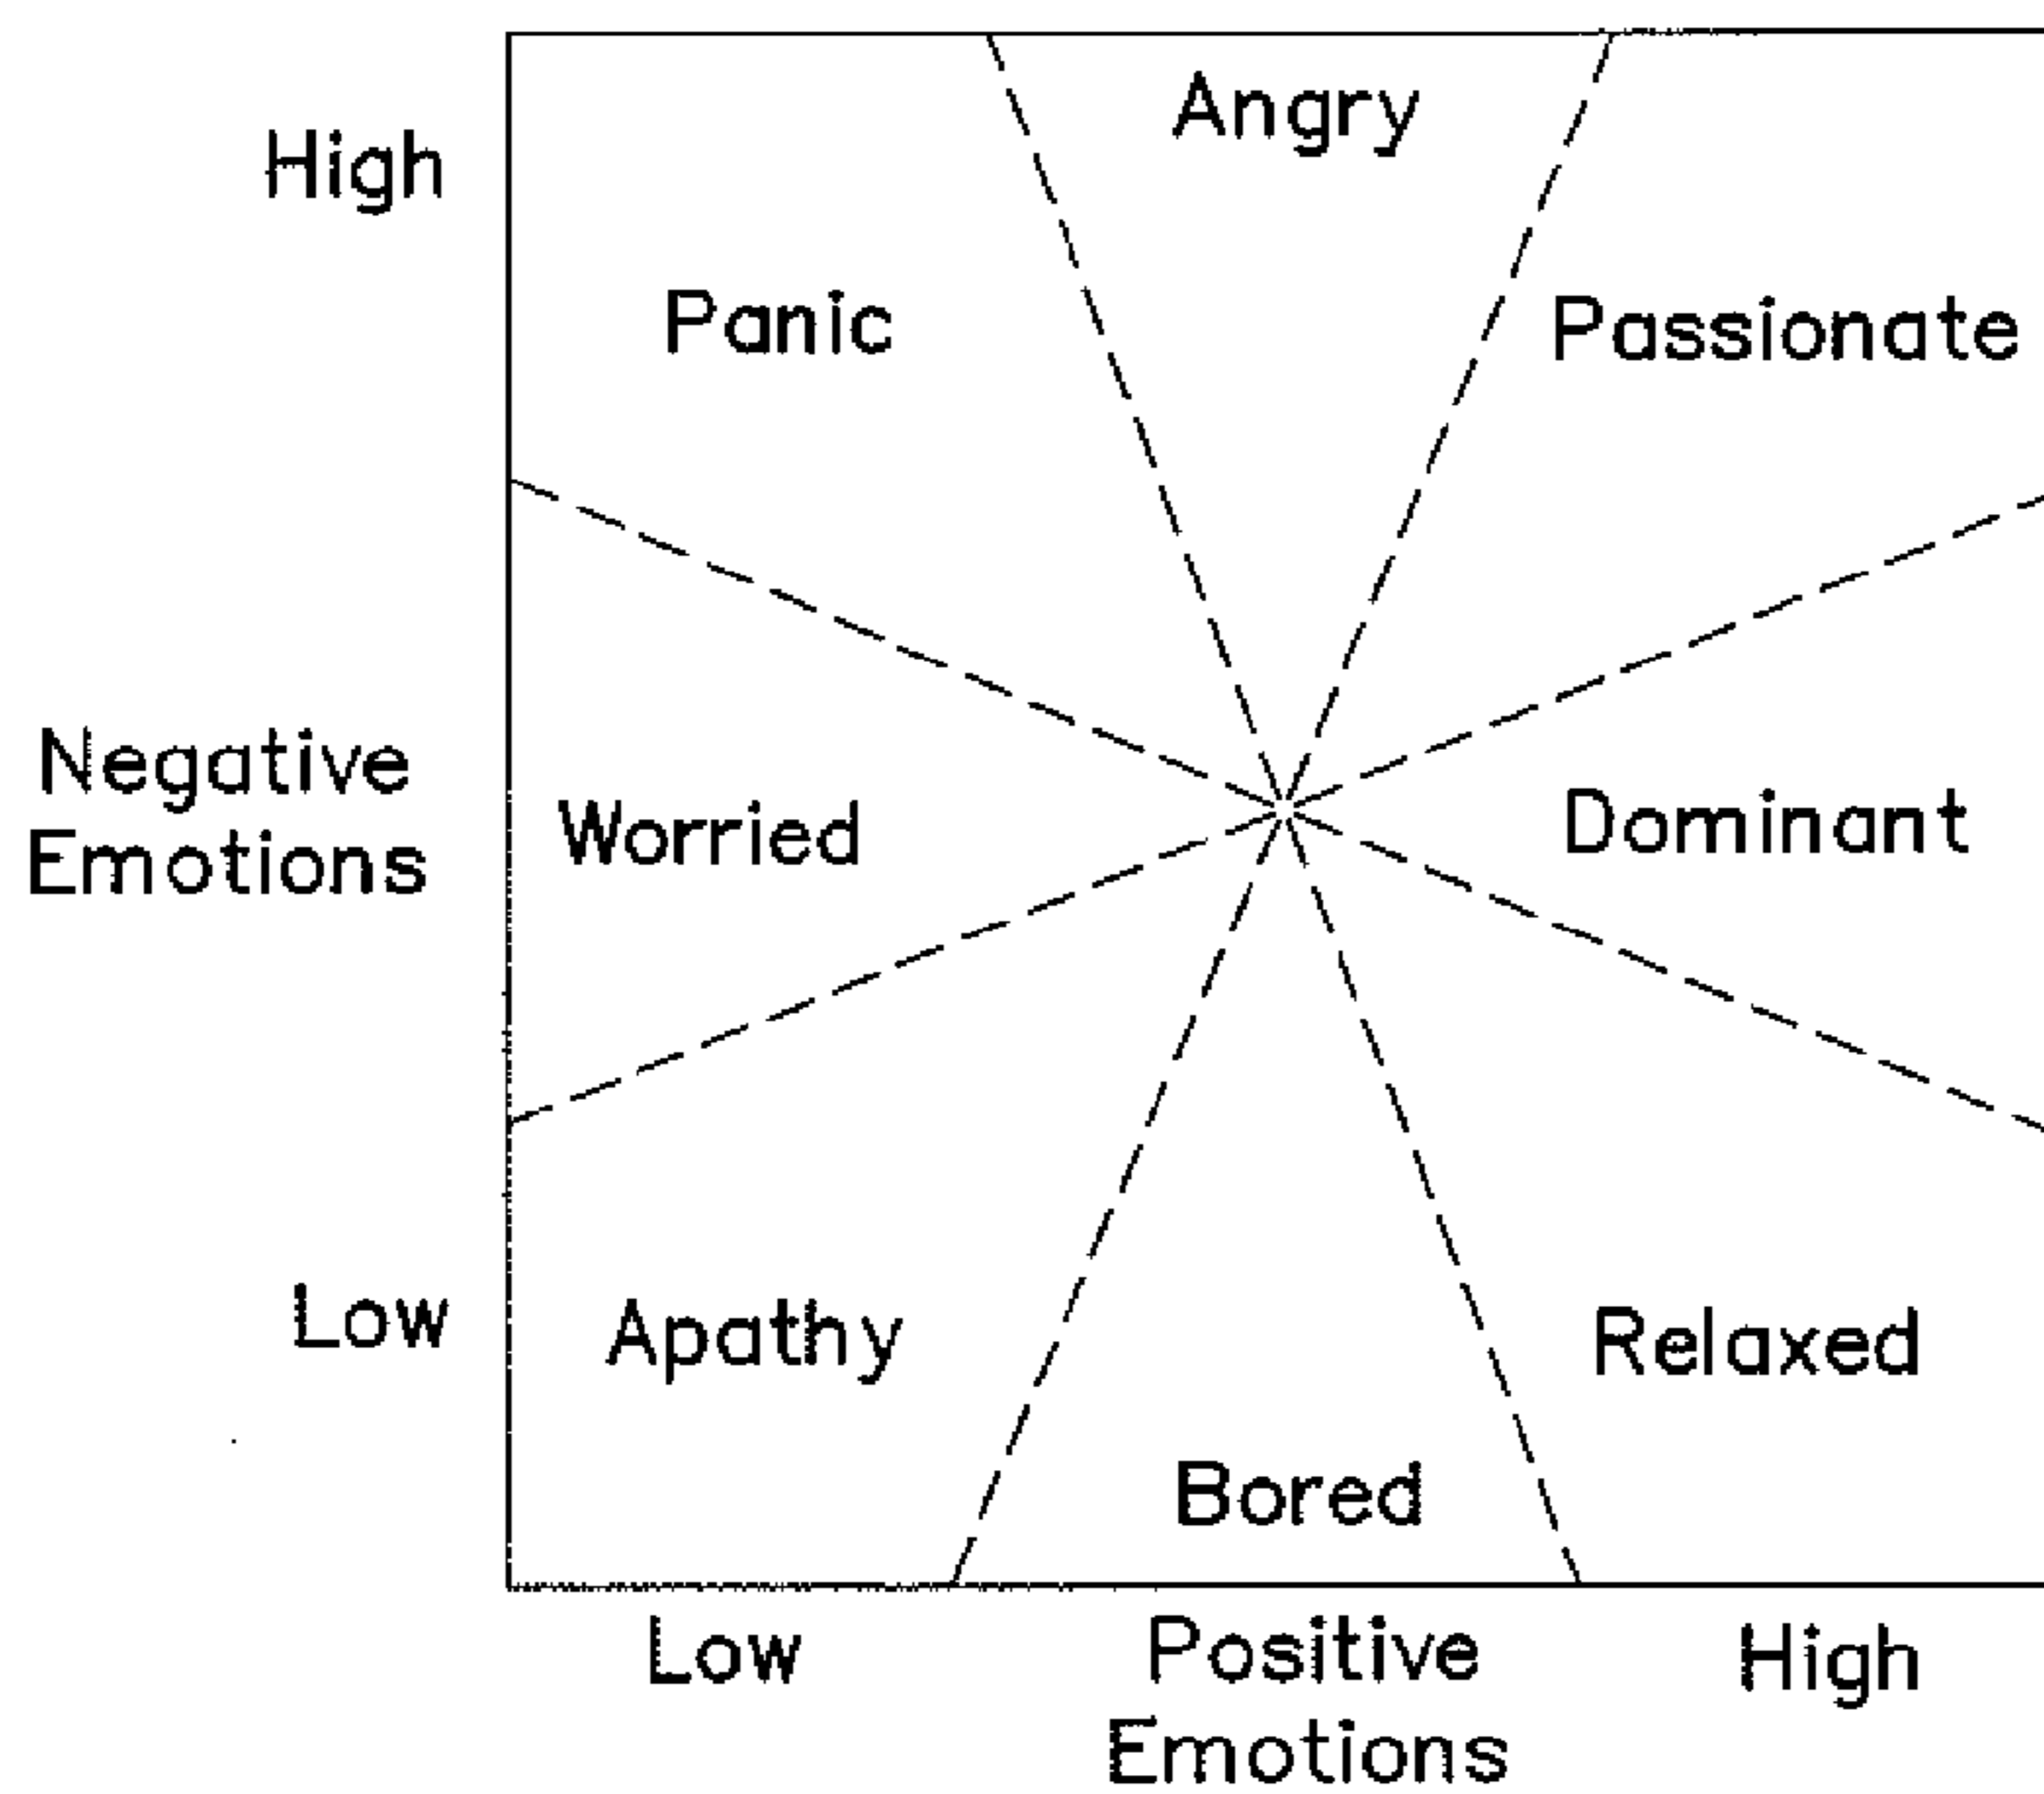 Angry
High
Panic
Passionate
Negative
Emotions
Worried
Dominant
Low
Apathy
Relaxed
Bored
Low
Positive
Emotions
High